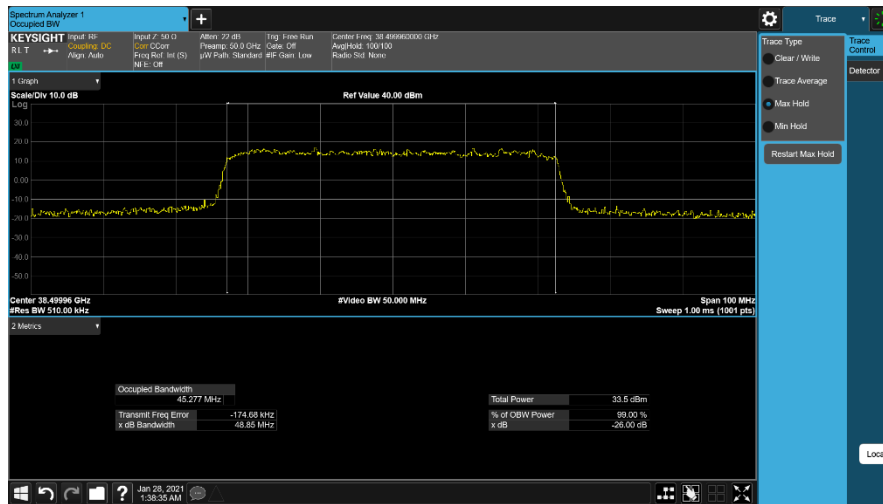 Spectrum Analyzer 1
Occupied BW
+
Trace
KEYSIGHT
Input: RF
Input Z: 50 Ω
Atten: 22 dB
Trig: Free Run
Center Freq: 38.499960000 GHz
RLT
Coupling: DC
Corr CCorr
Preamp: 50.0 GHz
Gate: Off
Avg|Hold: 100/100
Align: Auto
Freq Ref: Int (S)
µW Path: Standard
#IF Gain: Low
Radio Std: None
NFE: Off
Trace Type
Clear / Write
Trace Average
Max Hold
Min Hold
Restart Max Hold
Trace
Control
Detector
1 Graph
Scale/Div 10.0 dB
Ref Value 40.00 dBm
Log
30.0
20.0
10.0
0.00
-10.0
-20.0
-30.0
-40.0
-50.0
Center 38.49996 GHz
#Video BW 50.000 MHz
Span 100 MHz
#Res BW 510.00 kHz
Sweep 1.00 ms (1001 pts)
2 Metrics
Occupied Bandwidth
45.277 MHz
Total Power 33.5 dBm
Transmit Freq Error -174.68 kHz
% of OBW Power 99.00 %
x dB Bandwidth 48.85 MHz
x dB -26.00 dB
Loca
?
Jan 28, 2021
1:38:35 AM